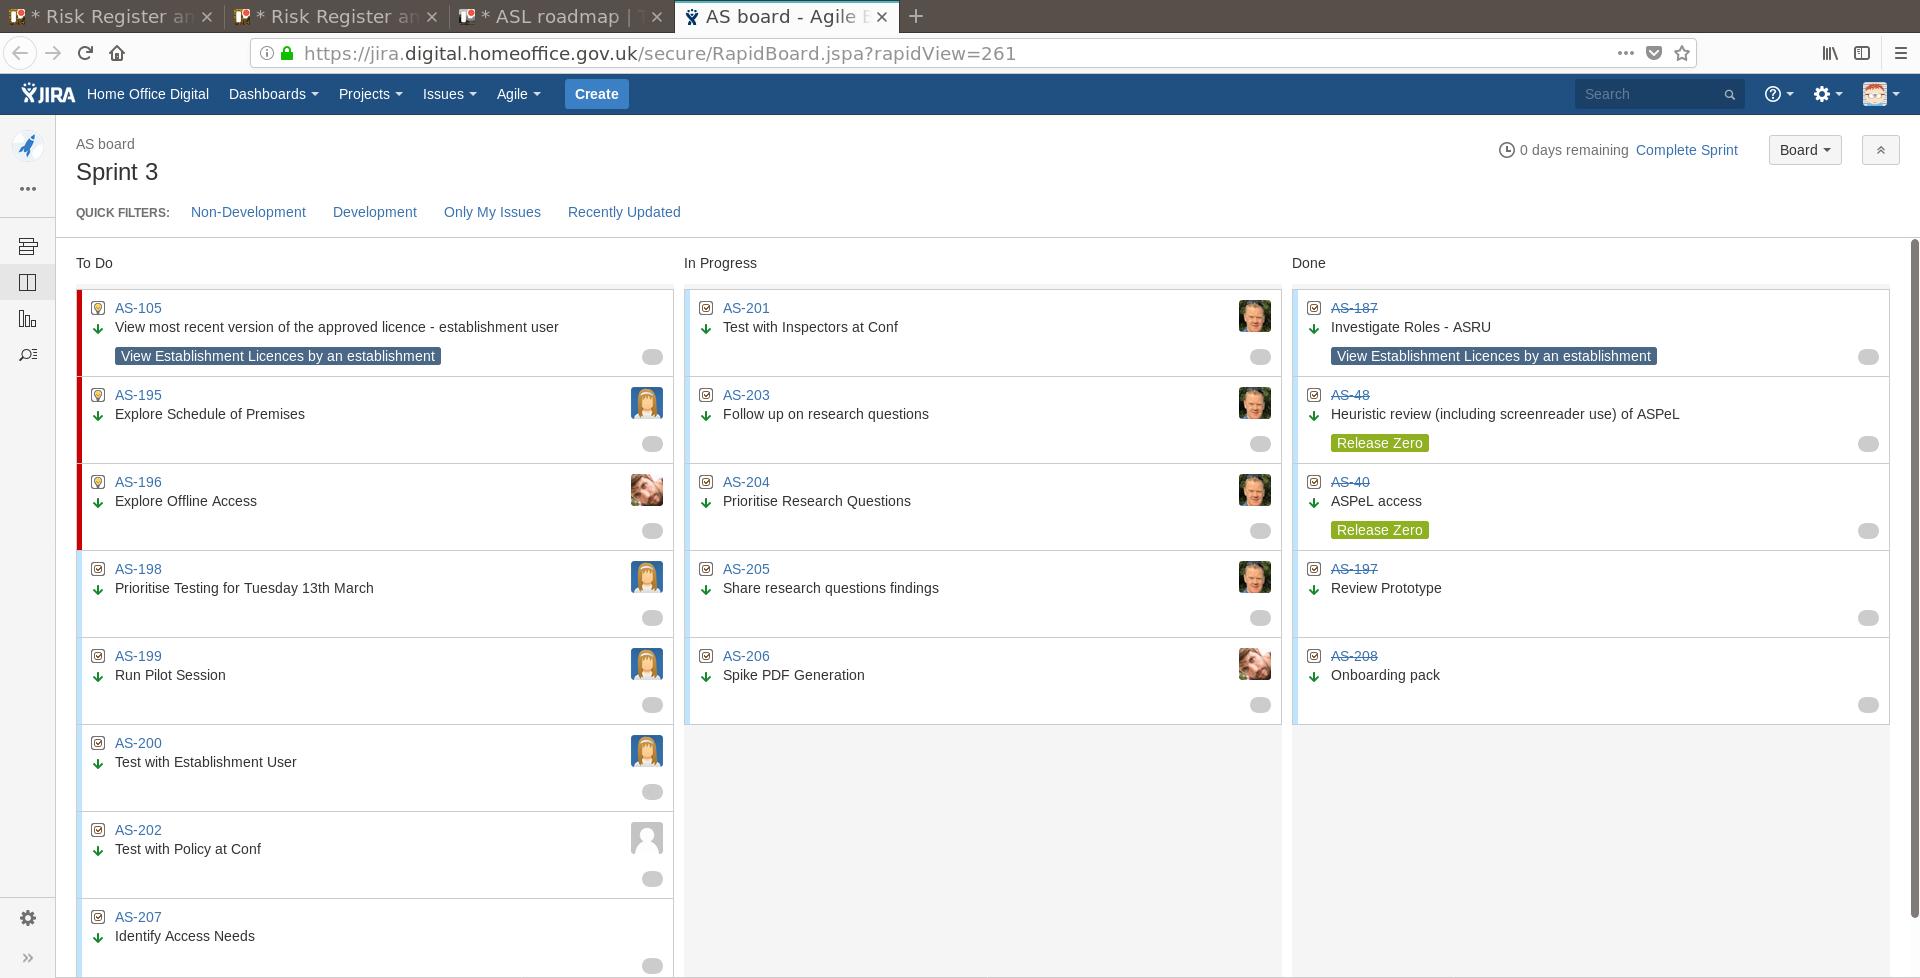 * Risk Register an
* Risk Register an
* ASL roadmap | T
AS board - Agile B
https://jira.digital.homeoffice.gov.uk/secure/RapidBoard.jspa?rapidView=261
JIRA Home Office Digital Dashboards Projects Issues Agile Create Search
AS board
Sprint 3
0 days remaining Complete Sprint Board
QUICK FILTERS: Non-Development Development Only My Issues Recently Updated
To Do
AS-105
View most recent version of the approved licence - establishment user
View Establishment Licences by an establishment
AS-195
Explore Schedule of Premises
AS-196
Explore Offline Access
AS-198
Prioritise Testing for Tuesday 13th March
AS-199
Run Pilot Session
AS-200
Test with Establishment User
AS-202
Test with Policy at Conf
AS-207
Identify Access Needs
In Progress
AS-201
Test with Inspectors at Conf
AS-203
Follow up on research questions
AS-204
Prioritise Research Questions
AS-205
Share research questions findings
AS-206
Spike PDF Generation
Done
AS-187
Investigate Roles - ASRU
View Establishment Licences by an establishment
AS-48
Heuristic review (including screenreader use) of ASPeL
Release Zero
AS-40
ASPeL access
Release Zero
AS-197
Review Prototype
AS-208
Onboarding pack